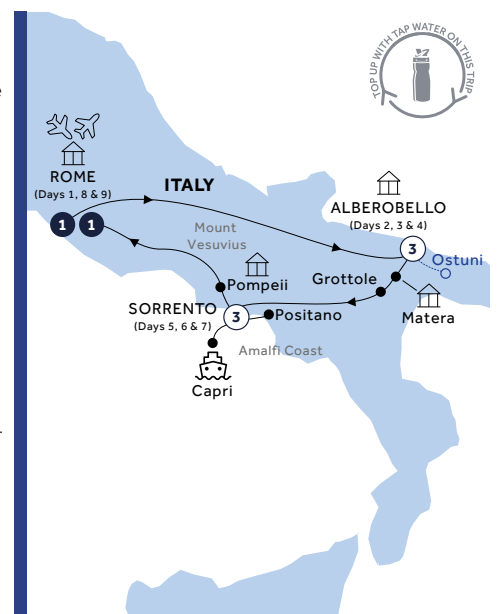 TOP UP WITH TAP WATER ON THIS TRIP
ROME
(Days 1, 8 & 9)
1
1
ITALY
ALBEROBELLO
(Days 2, 3 & 4)
3
Ostuni
Mount
Vesuvius
Pompeii
Grottole
Matera
SORRENTO
(Days 5, 6 & 7)
3
Positano
Amalfi Coast
Capri